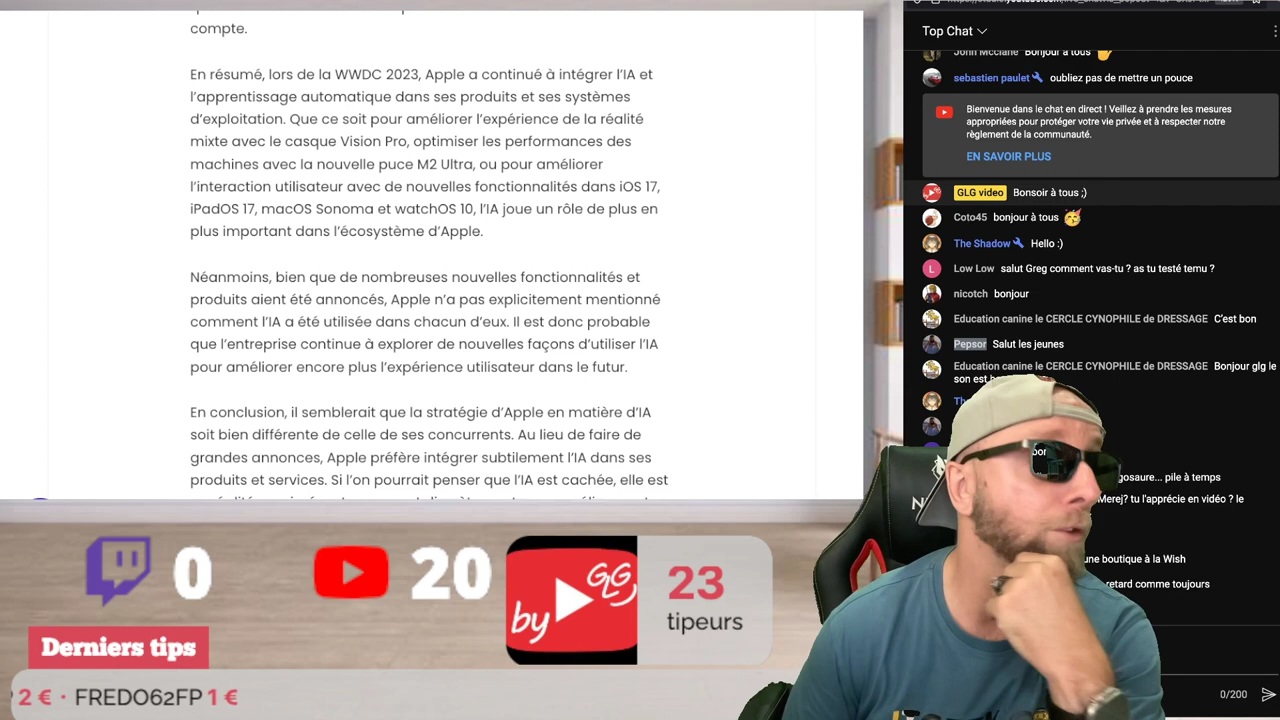 compte.
En résumé, lors de la WWDC 2023, Apple a continué à intégrer l'IA et
l'apprentissage automatique dans ses produits et ses systèmes
d'exploitation. Que ce soit pour améliorer l'expérience de la réalité
mixte avec le casque Vision Pro, optimiser les performances des
machines avec la nouvelle puce M2 Ultra, ou pour améliorer
l'interaction utilisateur avec de nouvelles fonctionnalités dans iOS 17,
iPadOS 17, macOS Sonoma et watchOS 10, l'IA joue un rôle de plus en
plus important dans l'écosystème d'Apple.
Néanmoins, bien que de nombreuses nouvelles fonctionnalités et
produits aient été annoncés, Apple n'a pas explicitement mentionné
comment l'IA a été utilisée dans chacun d'eux. Il est donc probable
que l'entreprise continue à explorer de nouvelles façons d'utiliser l'IA
pour améliorer encore plus l'expérience utilisateur dans le futur.
En conclusion, il semblerait que la stratégie d'Apple en matière d'IA
soit bien différente de celle de ses concurrents. Au lieu de faire de
grandes annonces, Apple préfère intégrer subtilement l'IA dans ses
produits et services. Si l'on pourrait penser que l'IA est cachée, elle est
Top Chat
John Mcclane Bonjour à tous
sebastien paulet oubliez pas de mettre un pouce
Bienvenue dans le chat en direct ! Veillez à prendre les mesures
appropriées pour protéger votre vie privée et à respecter notre
règlement de la communauté.
EN SAVOIR PLUS
GLG video Bonsoir à tous ;)
Coto45 bonjour à tous
The Shadow Hello :)
L Low Low salut Greg comment vas-tu ? as tu testé temu ?
nicotch bonjour
Education canine le CERCLE CYNOPHILE de DRESSAGE C'est bon
Pepsor Salut les jeunes
Education canine le CERCLE CYNOPHILE de DRESSAGE Bonjour glg le
son est
gosaure... pile à temps
Merej? tu l'apprécie en vidéo ? le
une boutique à la Wish
retard comme toujours
0/200
0
20
by GLG
23
tipeurs
Derniers tips
2 € · FREDO62FP 1 €